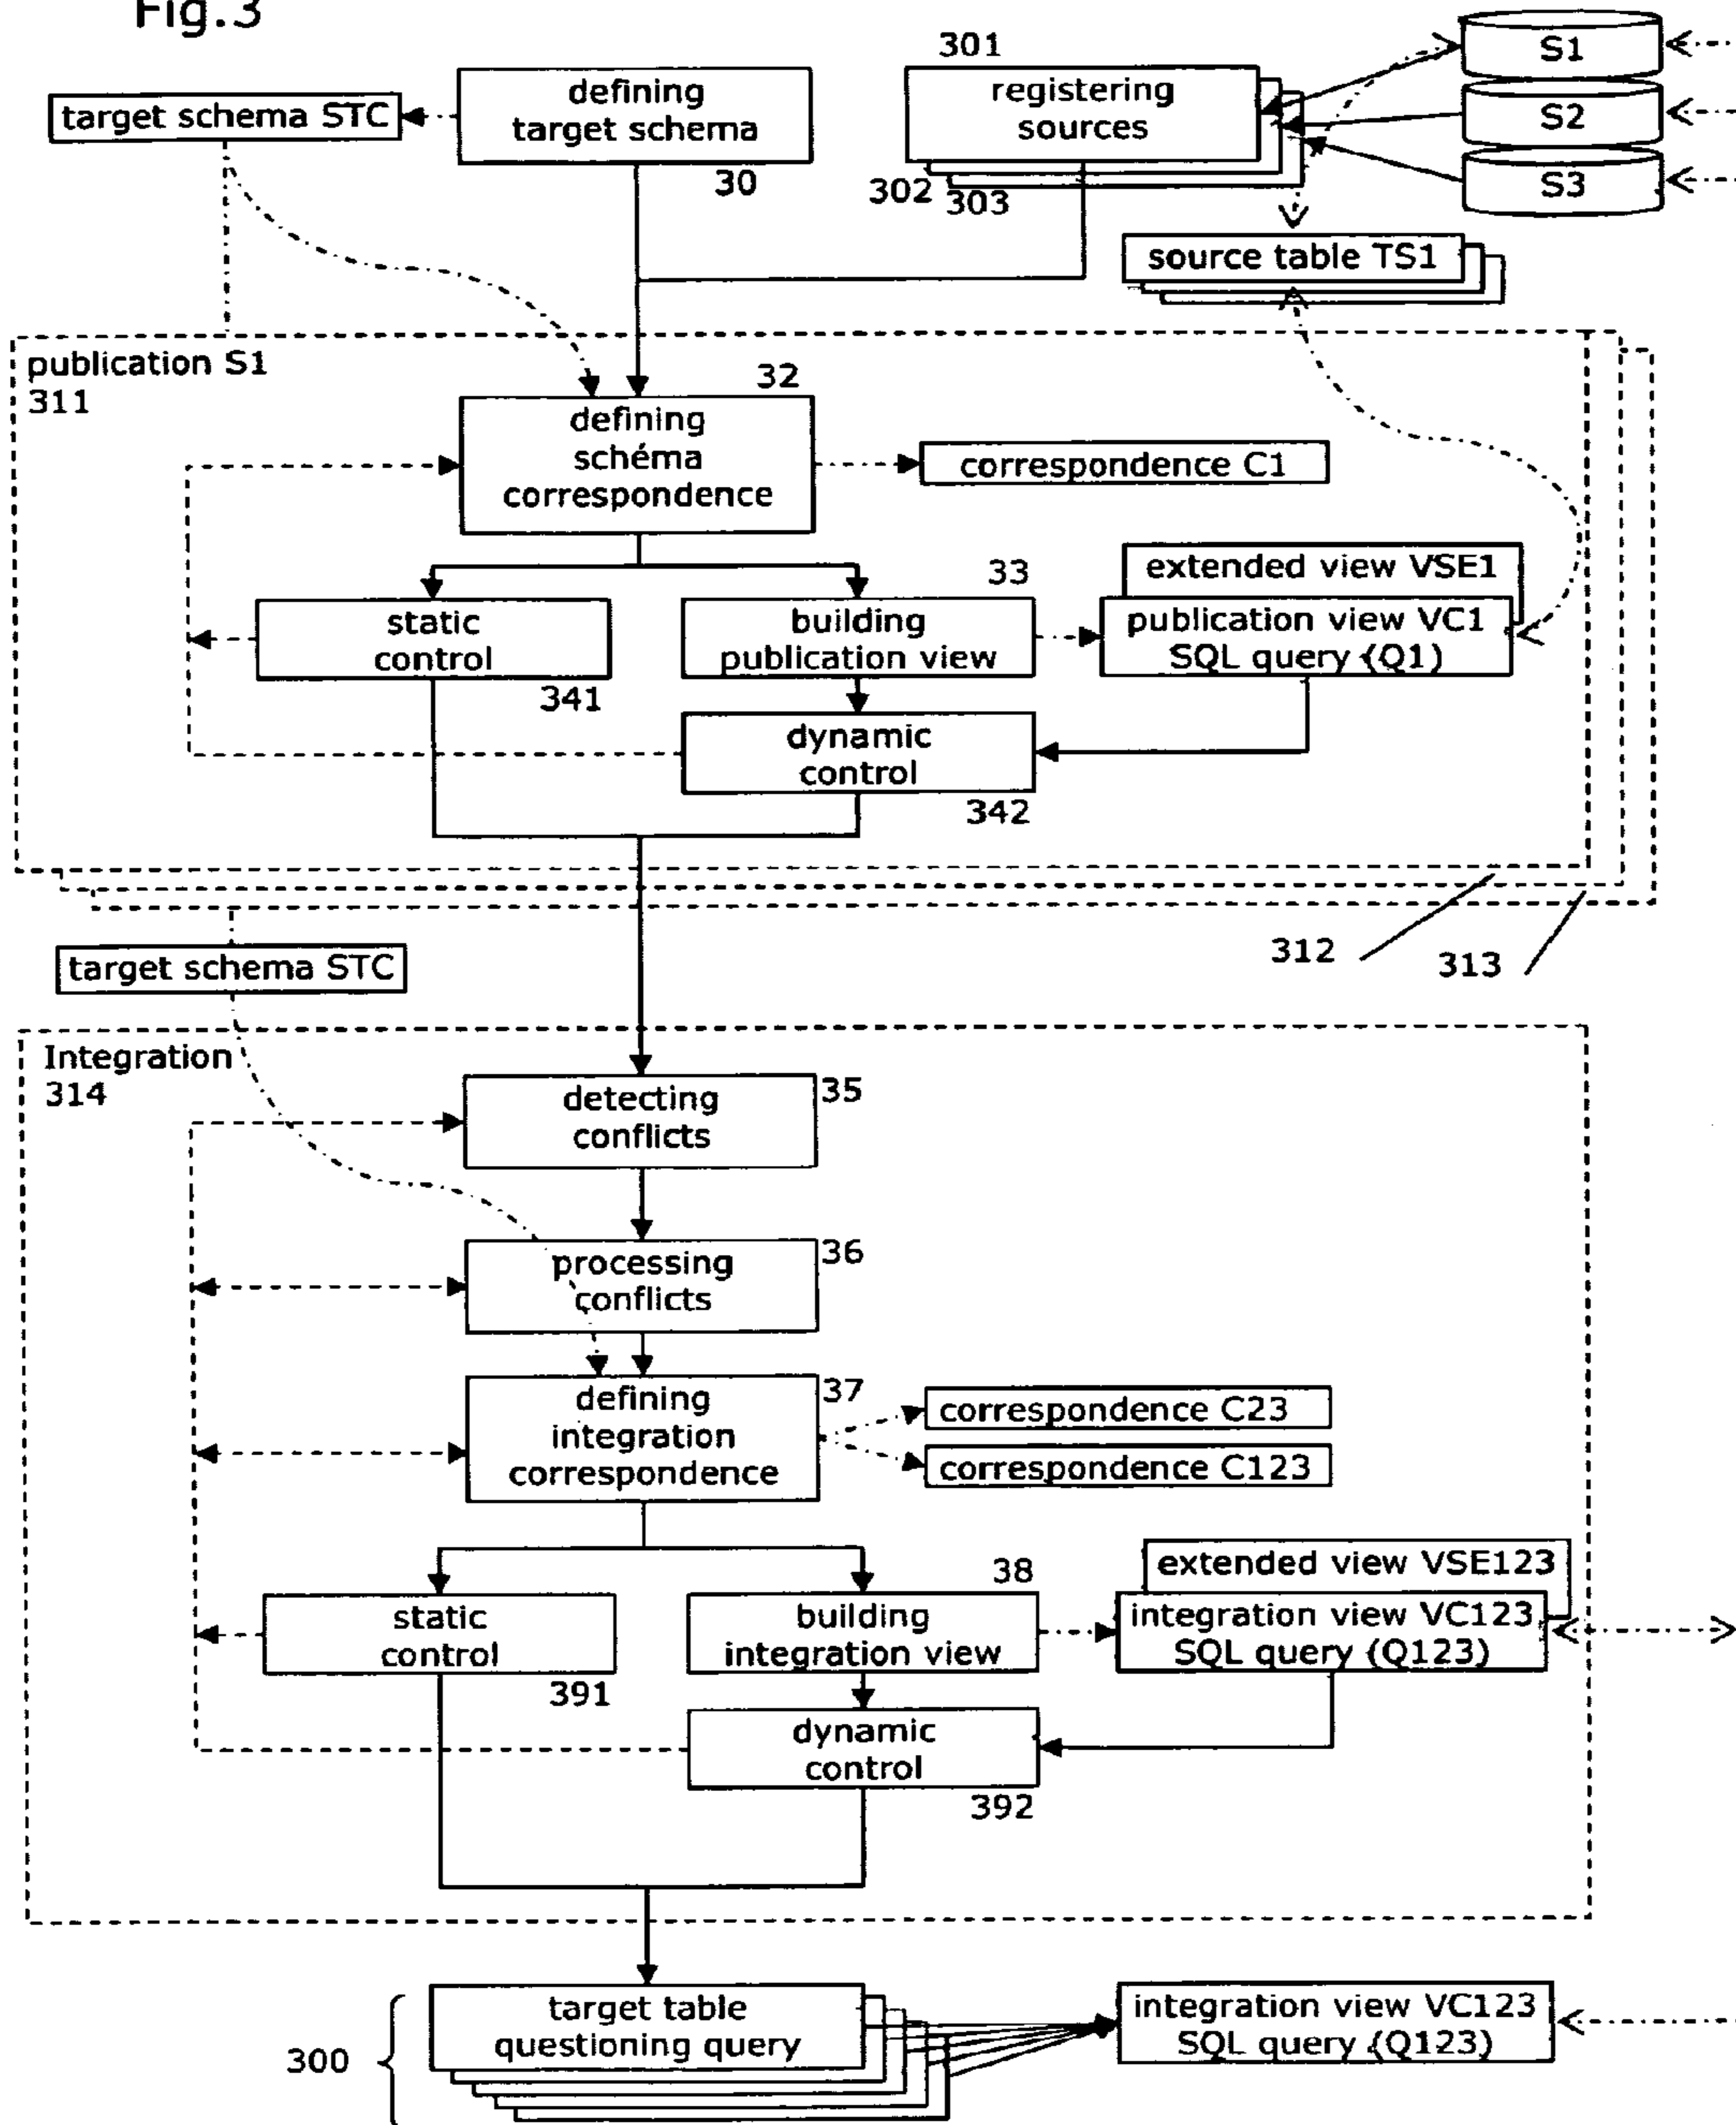 Fig.3
301
S1
defining
target schema
registering
sources
target schema STC
S2
30
302
303
S3
source table TS1
publication S1
311
32
defining
schéma
correspondence
correspondence C1
33
extended view VSE1
static
control
building
publication view
publication view VC1
SQL query (Q1)
341
dynamic
control
342
312
313
target schema STC
Integration
314
35
detecting
conflicts
36
processing
conflicts
37
defining
integration
correspondence
correspondence C23
correspondence C123
38
extended view VSE123
static
control
building
integration view
integration view VC123
SQL query (Q123)
391
dynamic
control
392
target table
questioning query
integration view VC123
SQL query (Q123)
300